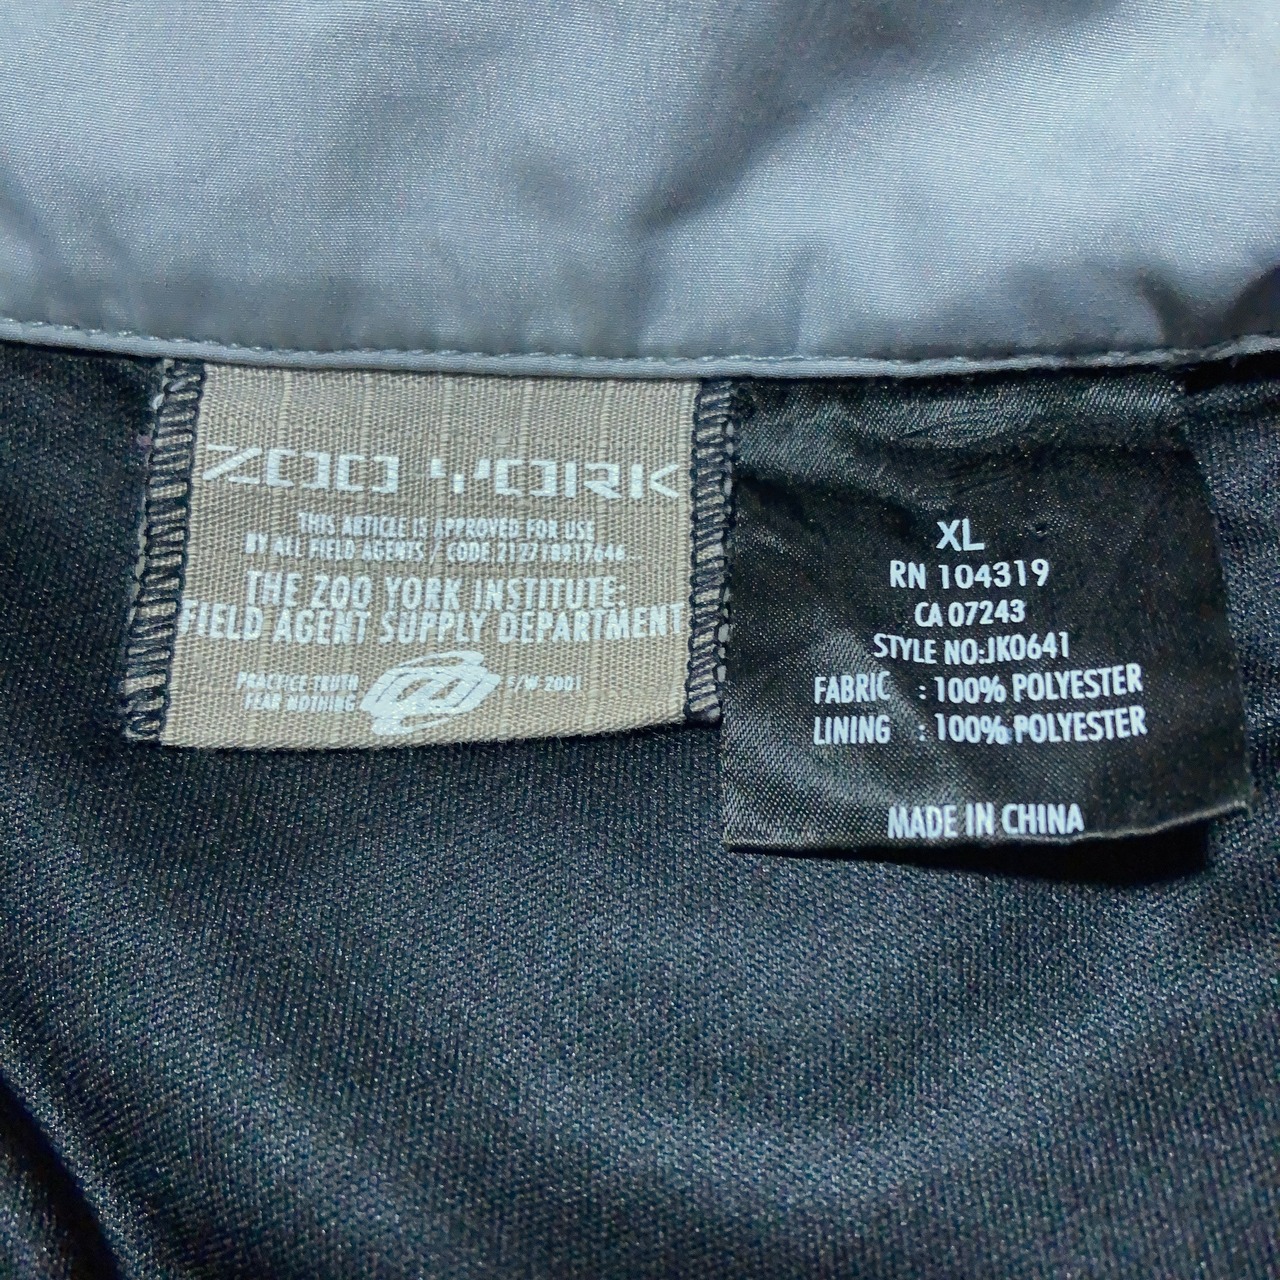 ZOO YORK
THIS ARTICLE IS APPROVED FOR USE
BY ALL FIELD AGENTS / CODE
THE ZOO YORK INSTITUTE
FIELD AGENT SUPPLY DEPARTMENT
PRACTICE TRUTH
FEAR NOTHING
F/W 2001
XL
RN 104319
CA 07243
STYLE NO:JK0641
FABRIC : 100% POLYESTER
LINING : 100% POLYESTER
MADE IN CHINA